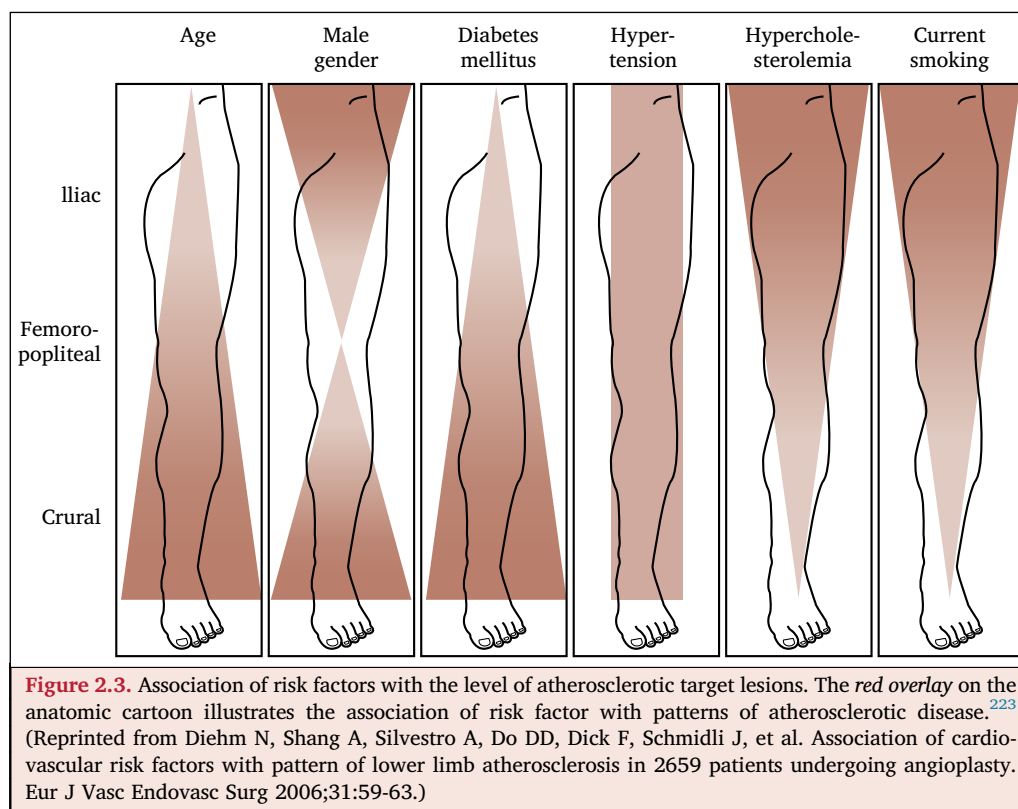 Age
Male
gender
Diabetes
mellitus
Hyper-
tension
Hyperchole-
sterolemia
Current
smoking
Iliac
Femoro-
popliteal
Crural
Figure 2.3. Association of risk factors with the level of atherosclerotic target lesions. The red overlay on the
anatomic cartoon illustrates the association of risk factor with patterns of atherosclerotic disease.223
(Reprinted from Diehm N, Shang A, Silvestro A, Do DD, Dick F, Schmidli J, et al. Association of cardio-
vascular risk factors with pattern of lower limb atherosclerosis in 2659 patients undergoing angioplasty.
Eur J Vasc Endovasc Surg 2006;31:59-63.)